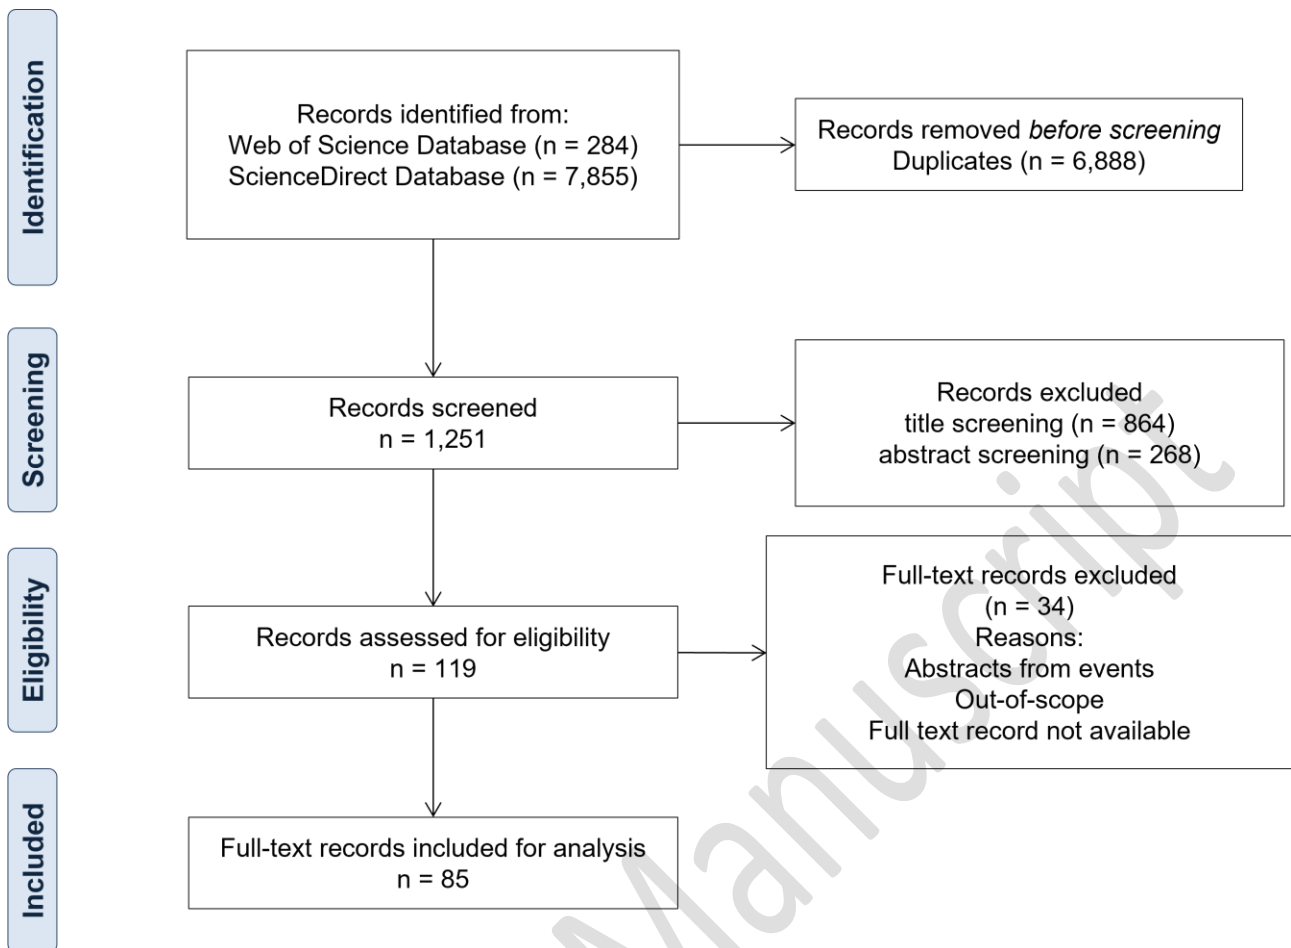 Identification
Records identified from:
Web of Science Database (n = 284)
ScienceDirect Database (n = 7,855)
Records removed before screening
Duplicates (n = 6,888)
Screening
Records screened
n = 1,251
Records excluded
title screening (n = 864)
abstract screening (n = 268)
Eligibility
Records assessed for eligibility
n = 119
Full-text records excluded
(n = 34)
Reasons:
Abstracts from events
Out-of-scope
Full text record not available
Included
Full-text records included for analysis
n = 85
Manuscript